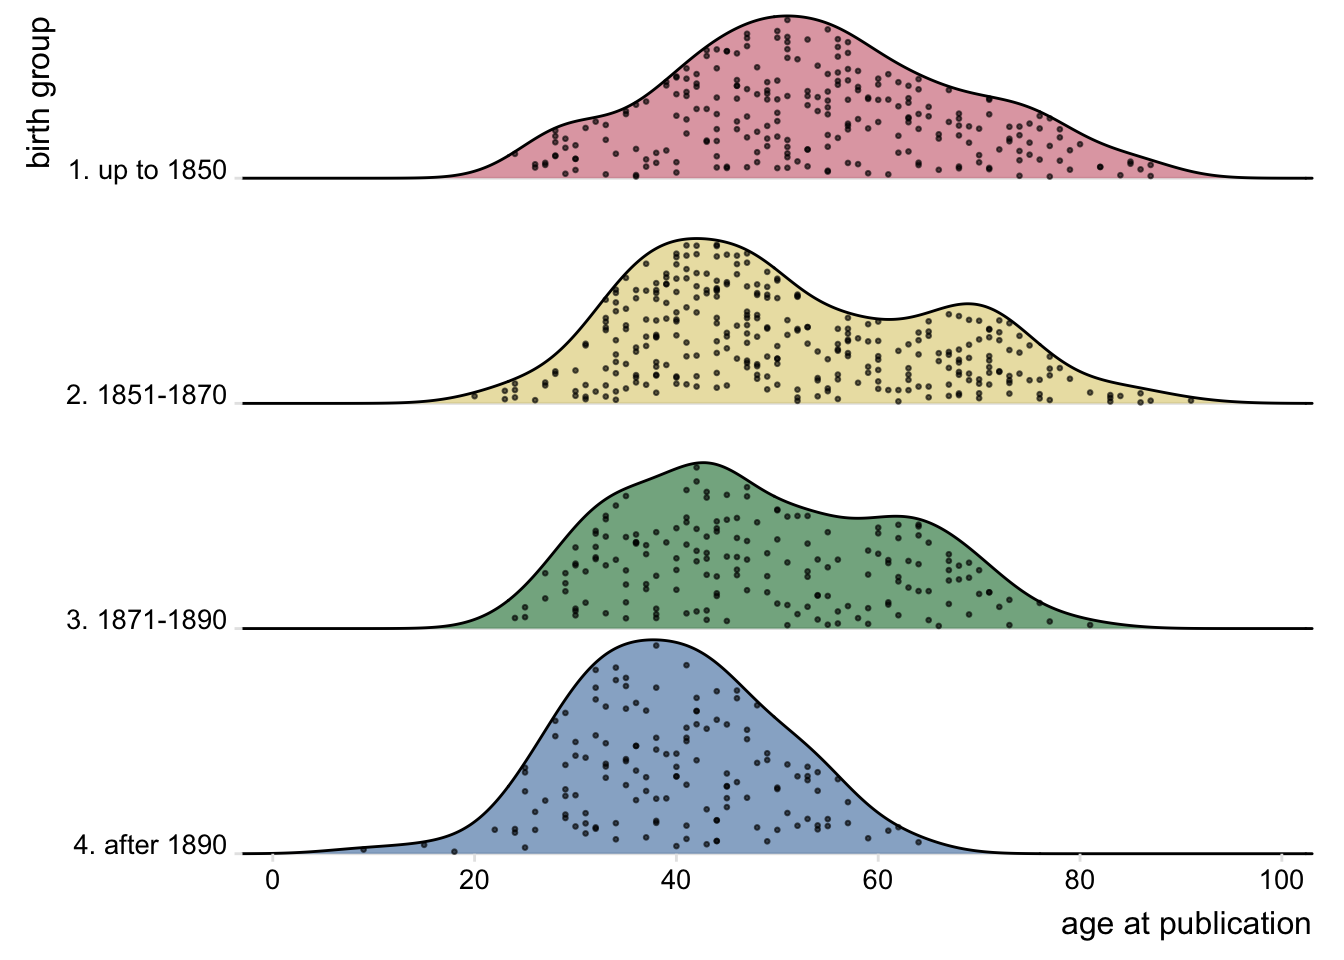 birth group
1. up to 1850
2. 1851-1870
3. 1871-1890
4. after 1890
0 20 40 60 80 100
age at publication